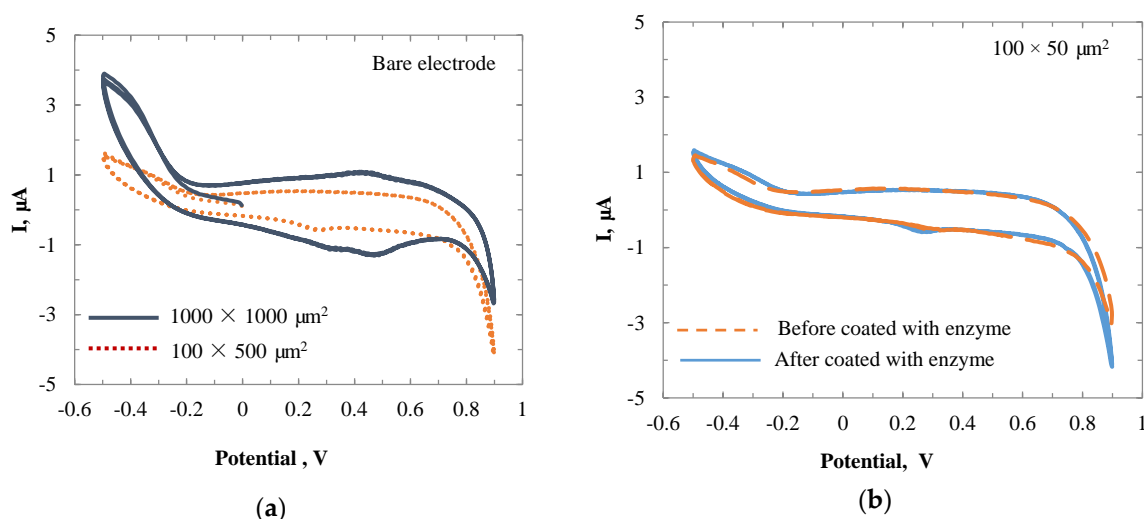 5
3
1
-1
-3
-5
I, µA
Bare electrode
1000 × 1000 µm²
100 × 500 µm²
-0.6 -0.4 -0.2 0 0.2 0.4 0.6 0.8 1
Potential , V
(a)
5
3
1
-1
-3
-5
I, µA
100 × 50 µm²
Before coated with enzyme
After coated with enzyme
-0.6 -0.4 -0.2 0 0.2 0.4 0.6 0.8 1
Potential, V
(b)